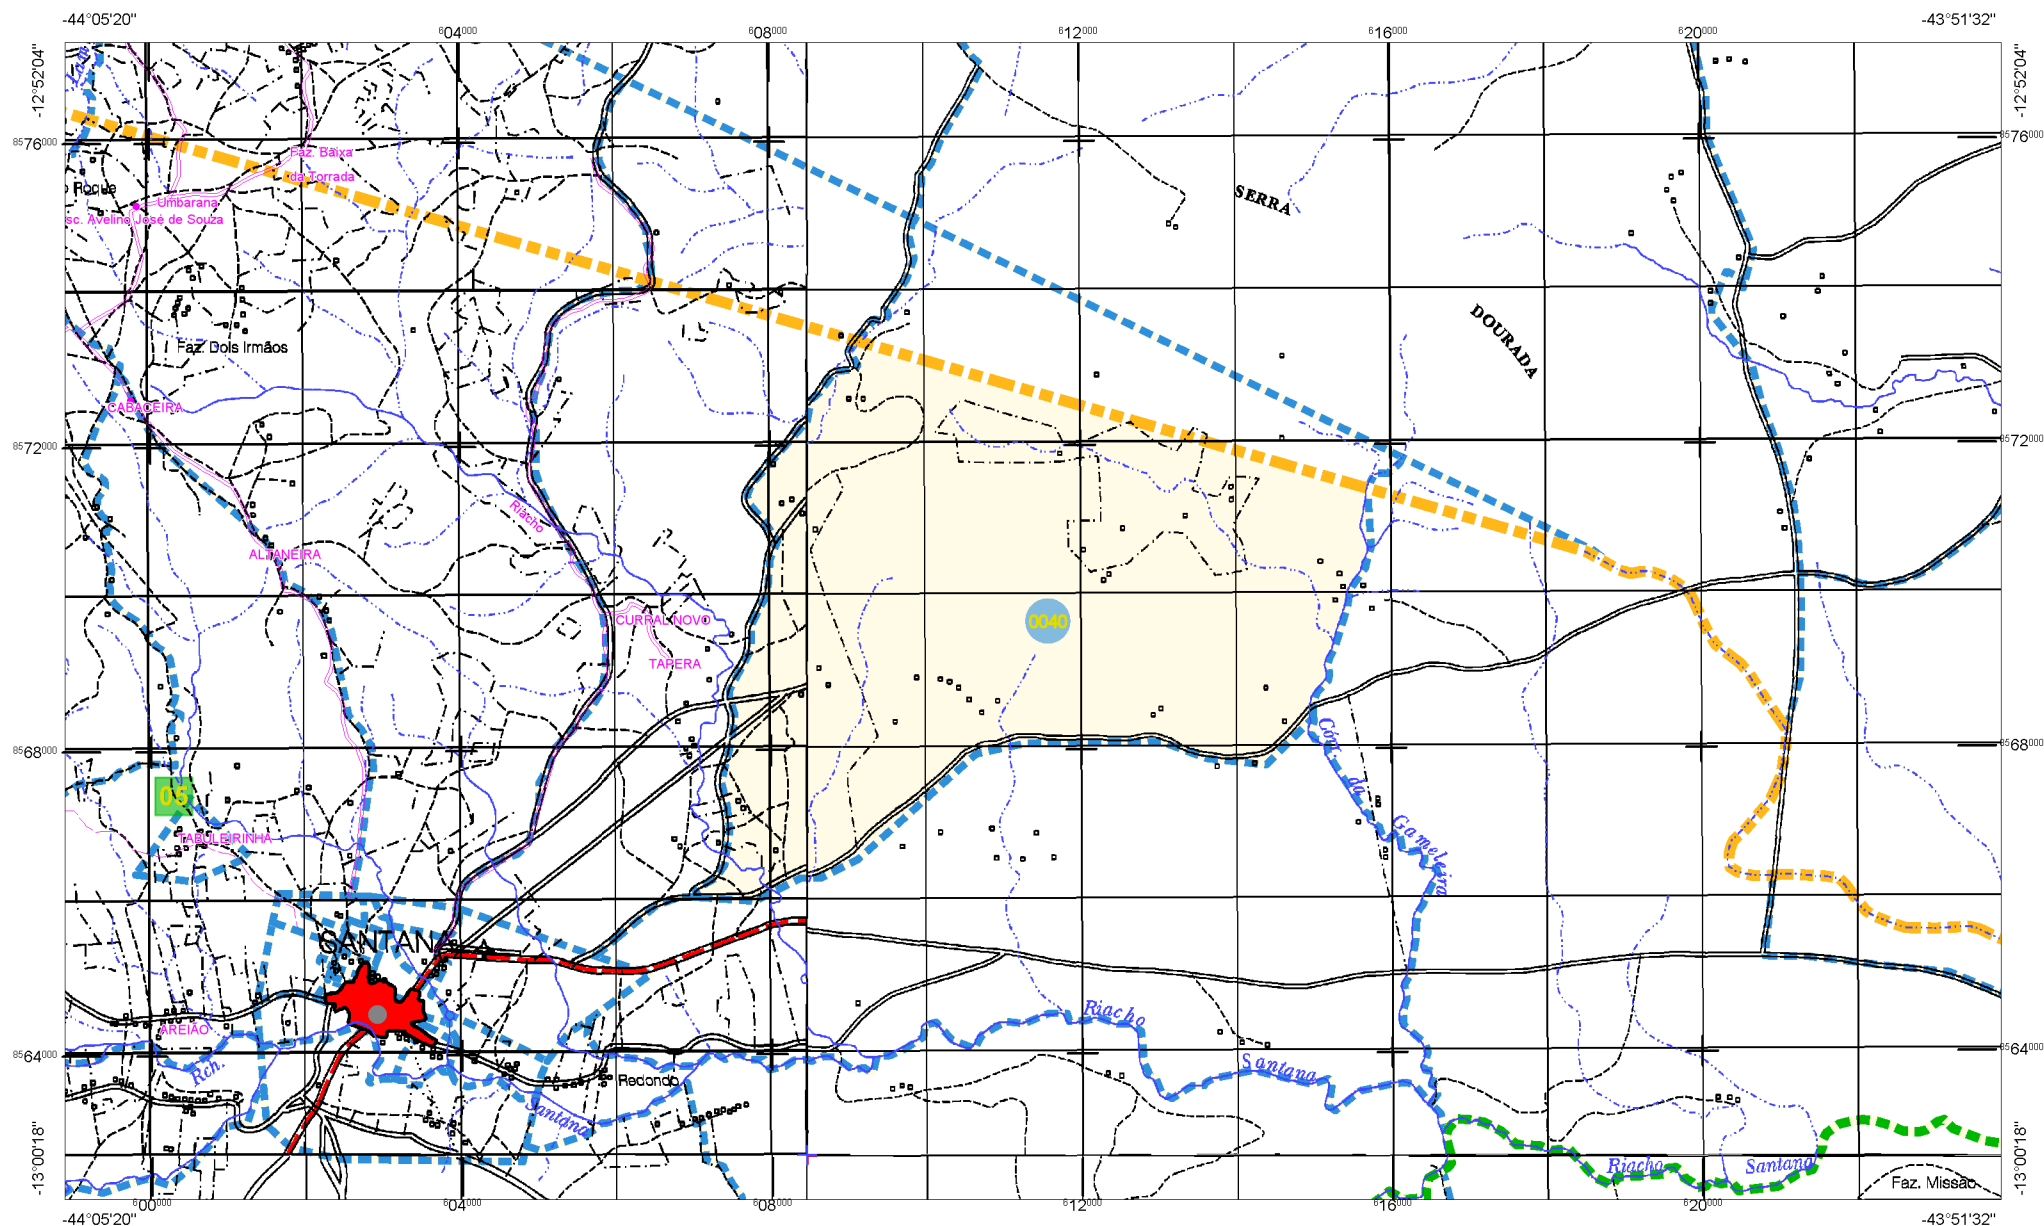 -44°05'20"
-43°51'32"
604000
608000
612000
616000
620000
-12°52'04"
-12°52'04"
8576000
8576000
Faz. Baixa
da Torrada
o Roque
Umbarana
sc. Avelino José de Souza
SERRA
DOURADA
Faz. Dois Irmãos
CABACEIRA
8572000
8572000
Riacho
ALTANEIRA
CURRAL NOVO
TAPERA
0040
8568000
8568000
Cór.
da
Gameleira
05
TABULEIRINHA
SANTANA
AREIÃO
Riacho
8564000
8564000
Rch.
Santana
Redondo
Santana
Riacho
Santana
Faz. Missão
-13°00'18"
-13°00'18"
600000
604000
608000
612000
616000
620000
-44°05'20"
-43°51'32"